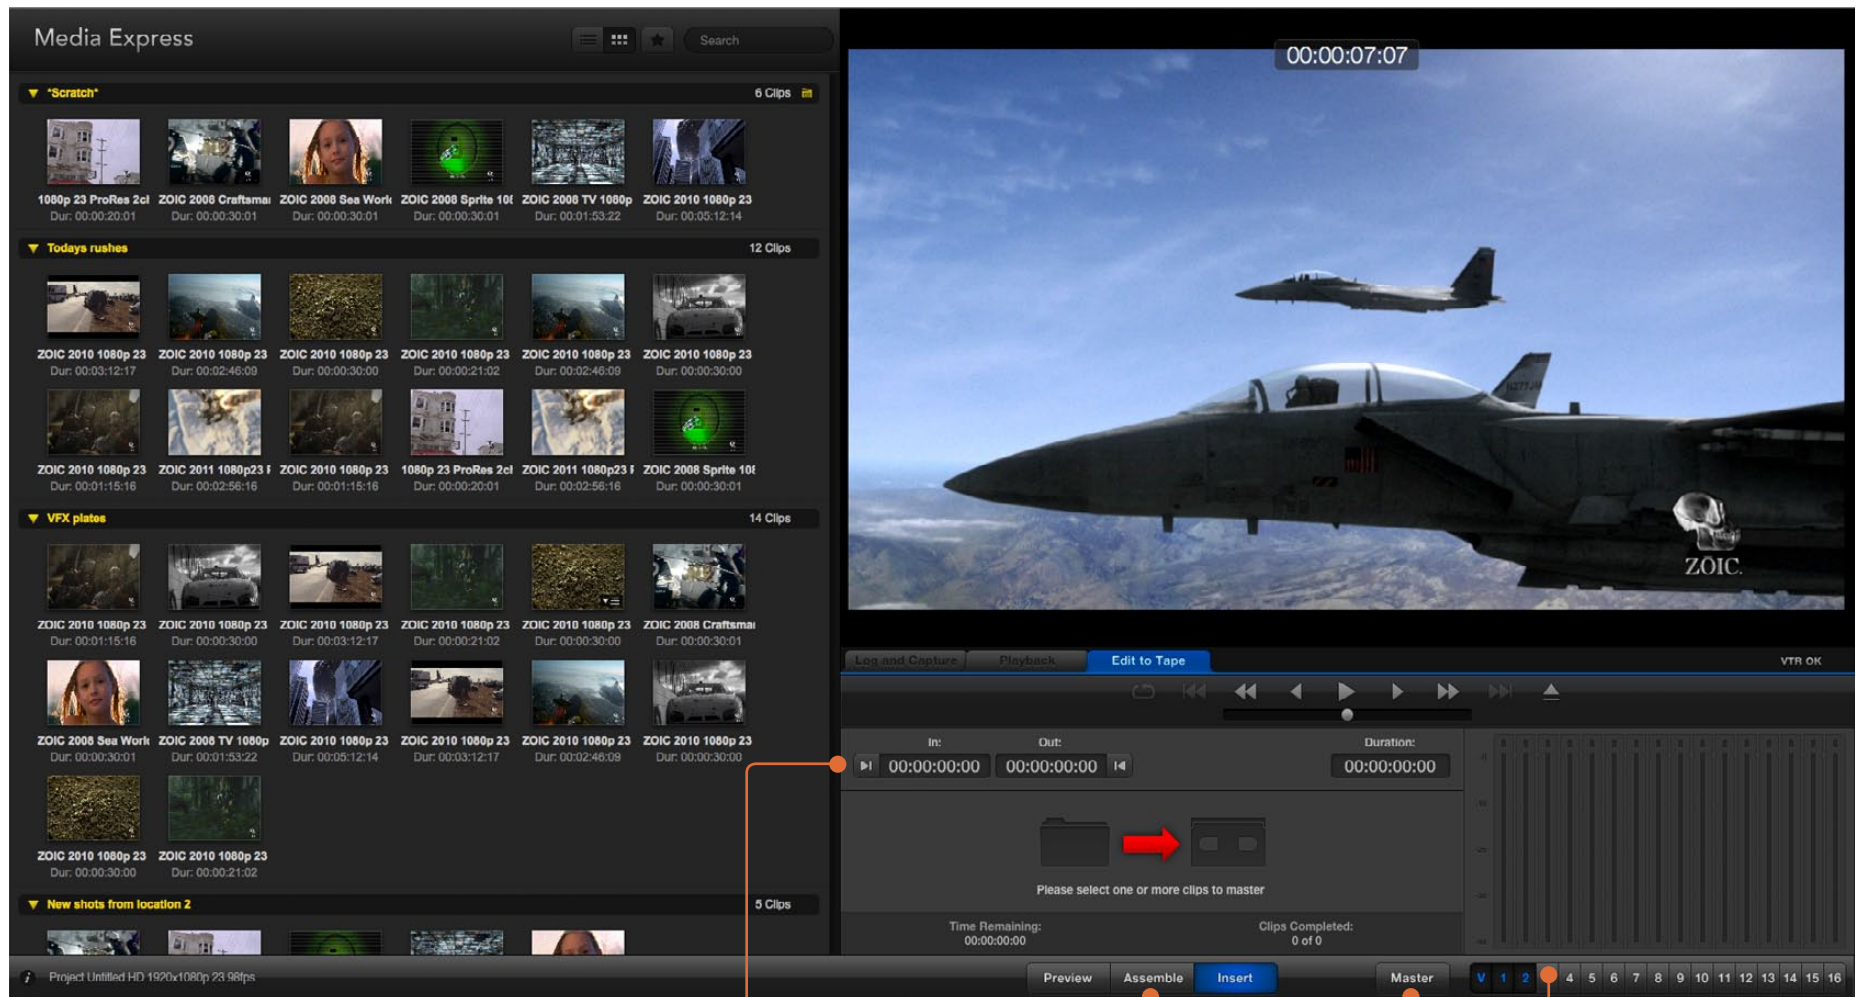 Media Express
Search
*Scratch*
6 Clips
1080p 23 ProRes 2cl ZOIC 2008 Craftsmai ZOIC 2008 Sea Work ZOIC 2008 Sprite 108 ZOIC 2008 TV 1080p ZOIC 2010 1080p 23
Dur: 00:00:20:01 Dur: 00:00:30:01 Dur: 00:00:30:01 Dur: 00:00:30:01 Dur: 00:01:53:22 Dur: 00:05:12:14
Todays rushes
12 Clips
ZOIC 2010 1080p 23 ZOIC 2010 1080p 23 ZOIC 2010 1080p 23 ZOIC 2010 1080p 23 ZOIC 2010 1080p 23 ZOIC 2010 1080p 23
Dur: 00:03:12:17 Dur: 00:02:46:09 Dur: 00:00:30:00 Dur: 00:00:21:02 Dur: 00:02:46:09 Dur: 00:00:30:00
ZOIC 2010 1080p 23 ZOIC 2011 1080p23 F ZOIC 2010 1080p 23 1080p 23 ProRes 2cl ZOIC 2011 1080p23 F ZOIC 2008 Sprite 108
Dur: 00:01:15:16 Dur: 00:02:56:16 Dur: 00:01:15:16 Dur: 00:00:20:01 Dur: 00:02:56:16 Dur: 00:00:30:01
VFX plates
14 Clips
ZOIC 2010 1080p 23 ZOIC 2010 1080p 23 ZOIC 2010 1080p 23 ZOIC 2010 1080p 23 ZOIC 2010 1080p 23 ZOIC 2008 Craftsmai
Dur: 00:01:15:16 Dur: 00:00:30:00 Dur: 00:03:12:17 Dur: 00:00:21:02 Dur: 00:00:30:00 Dur: 00:00:30:01
ZOIC 2008 Sea Work ZOIC 2008 TV 1080p ZOIC 2010 1080p 23 ZOIC 2010 1080p 23 ZOIC 2010 1080p 23 ZOIC 2010 1080p 23
Dur: 00:00:30:01 Dur: 00:01:53:22 Dur: 00:05:12:14 Dur: 00:03:12:17 Dur: 00:02:46:09 Dur: 00:00:30:00
ZOIC 2010 1080p 23 ZOIC 2010 1080p 23
Dur: 00:00:30:00 Dur: 00:00:21:02
New shots from location 2
5 Clips
Project Untitled HD 1920x1080p 23.98fps
00:00:07:07
ZOIC.
Log and Capture Playback Edit to Tape
VTR OK
In: Out: Duration:
00:00:00:00 00:00:00:00 00:00:00:00
Please select one or more clips to master
Time Remaining: Clips Completed:
00:00:00:00 0 of 0
Preview Assemble Insert Master
V 1 2 4 5 6 7 8 9 10 11 12 13 14 15 16